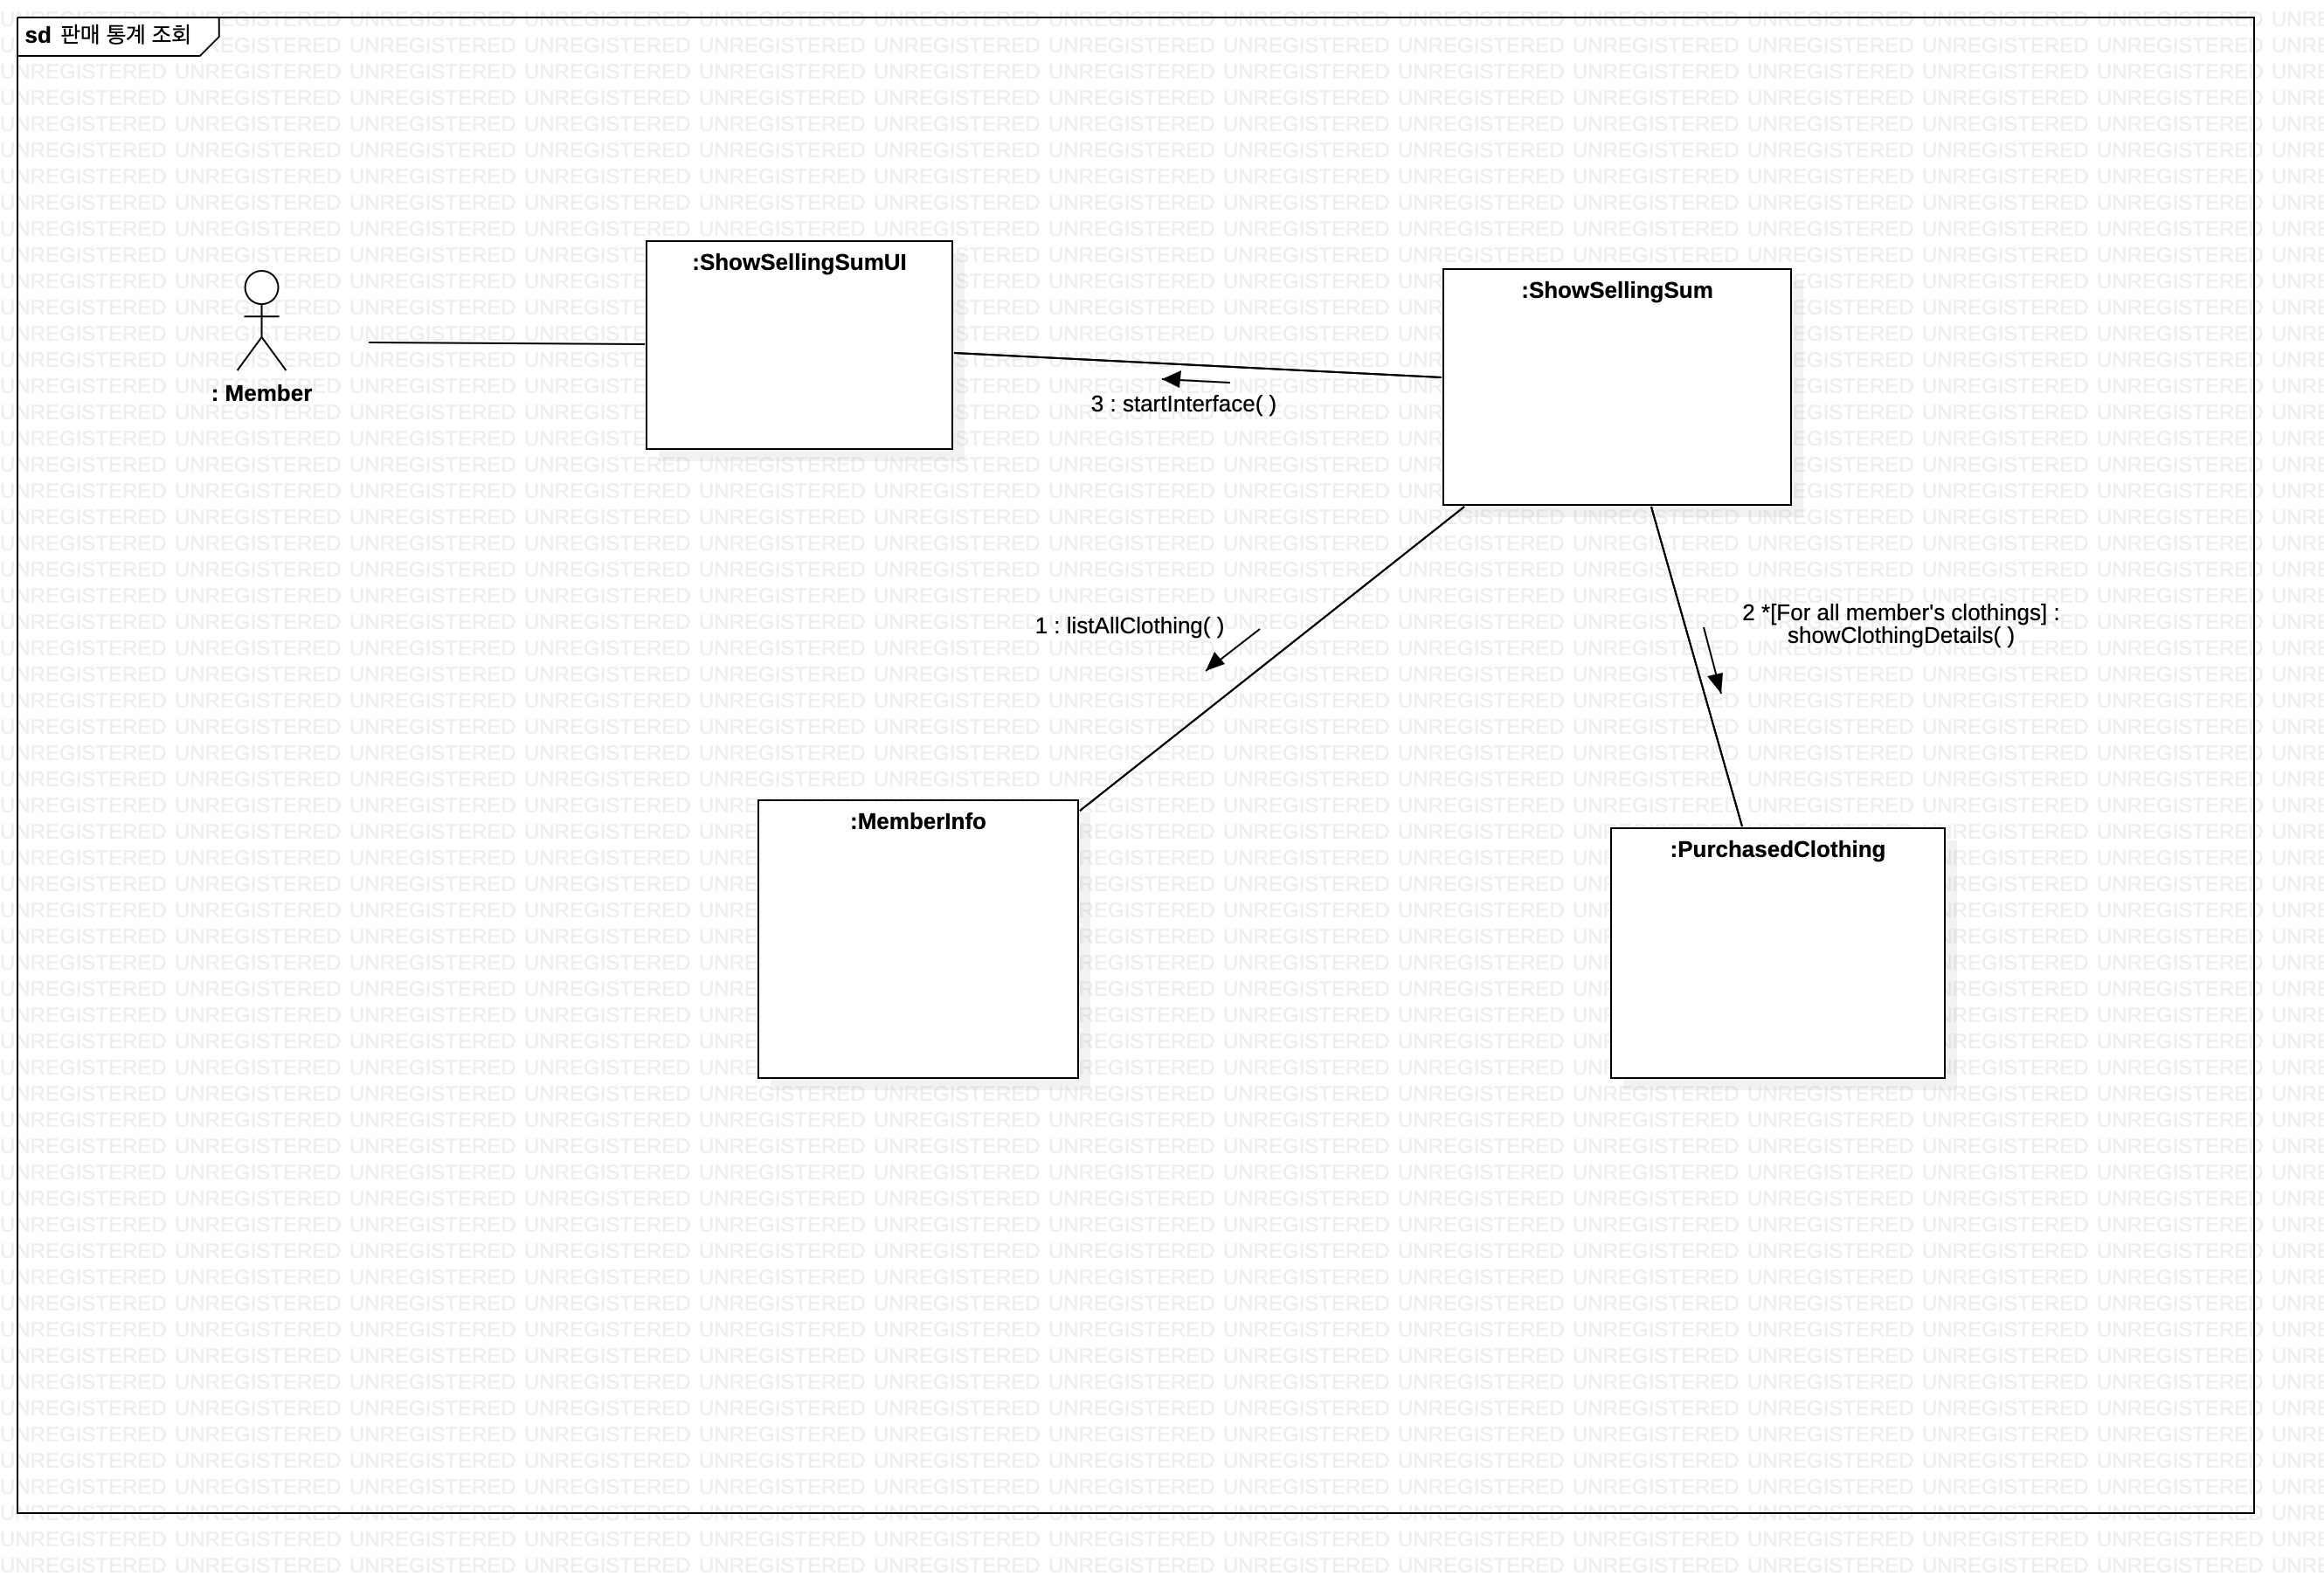 sd 판매 통계 조회
:ShowSellingSumUI
:ShowSellingSum
: Member
3 : startInterface( )
1 : listAllClothing( )
2 *[For all member's clothings] :
showClothingDetails( )
:MemberInfo
:PurchasedClothing
UNREGISTERED